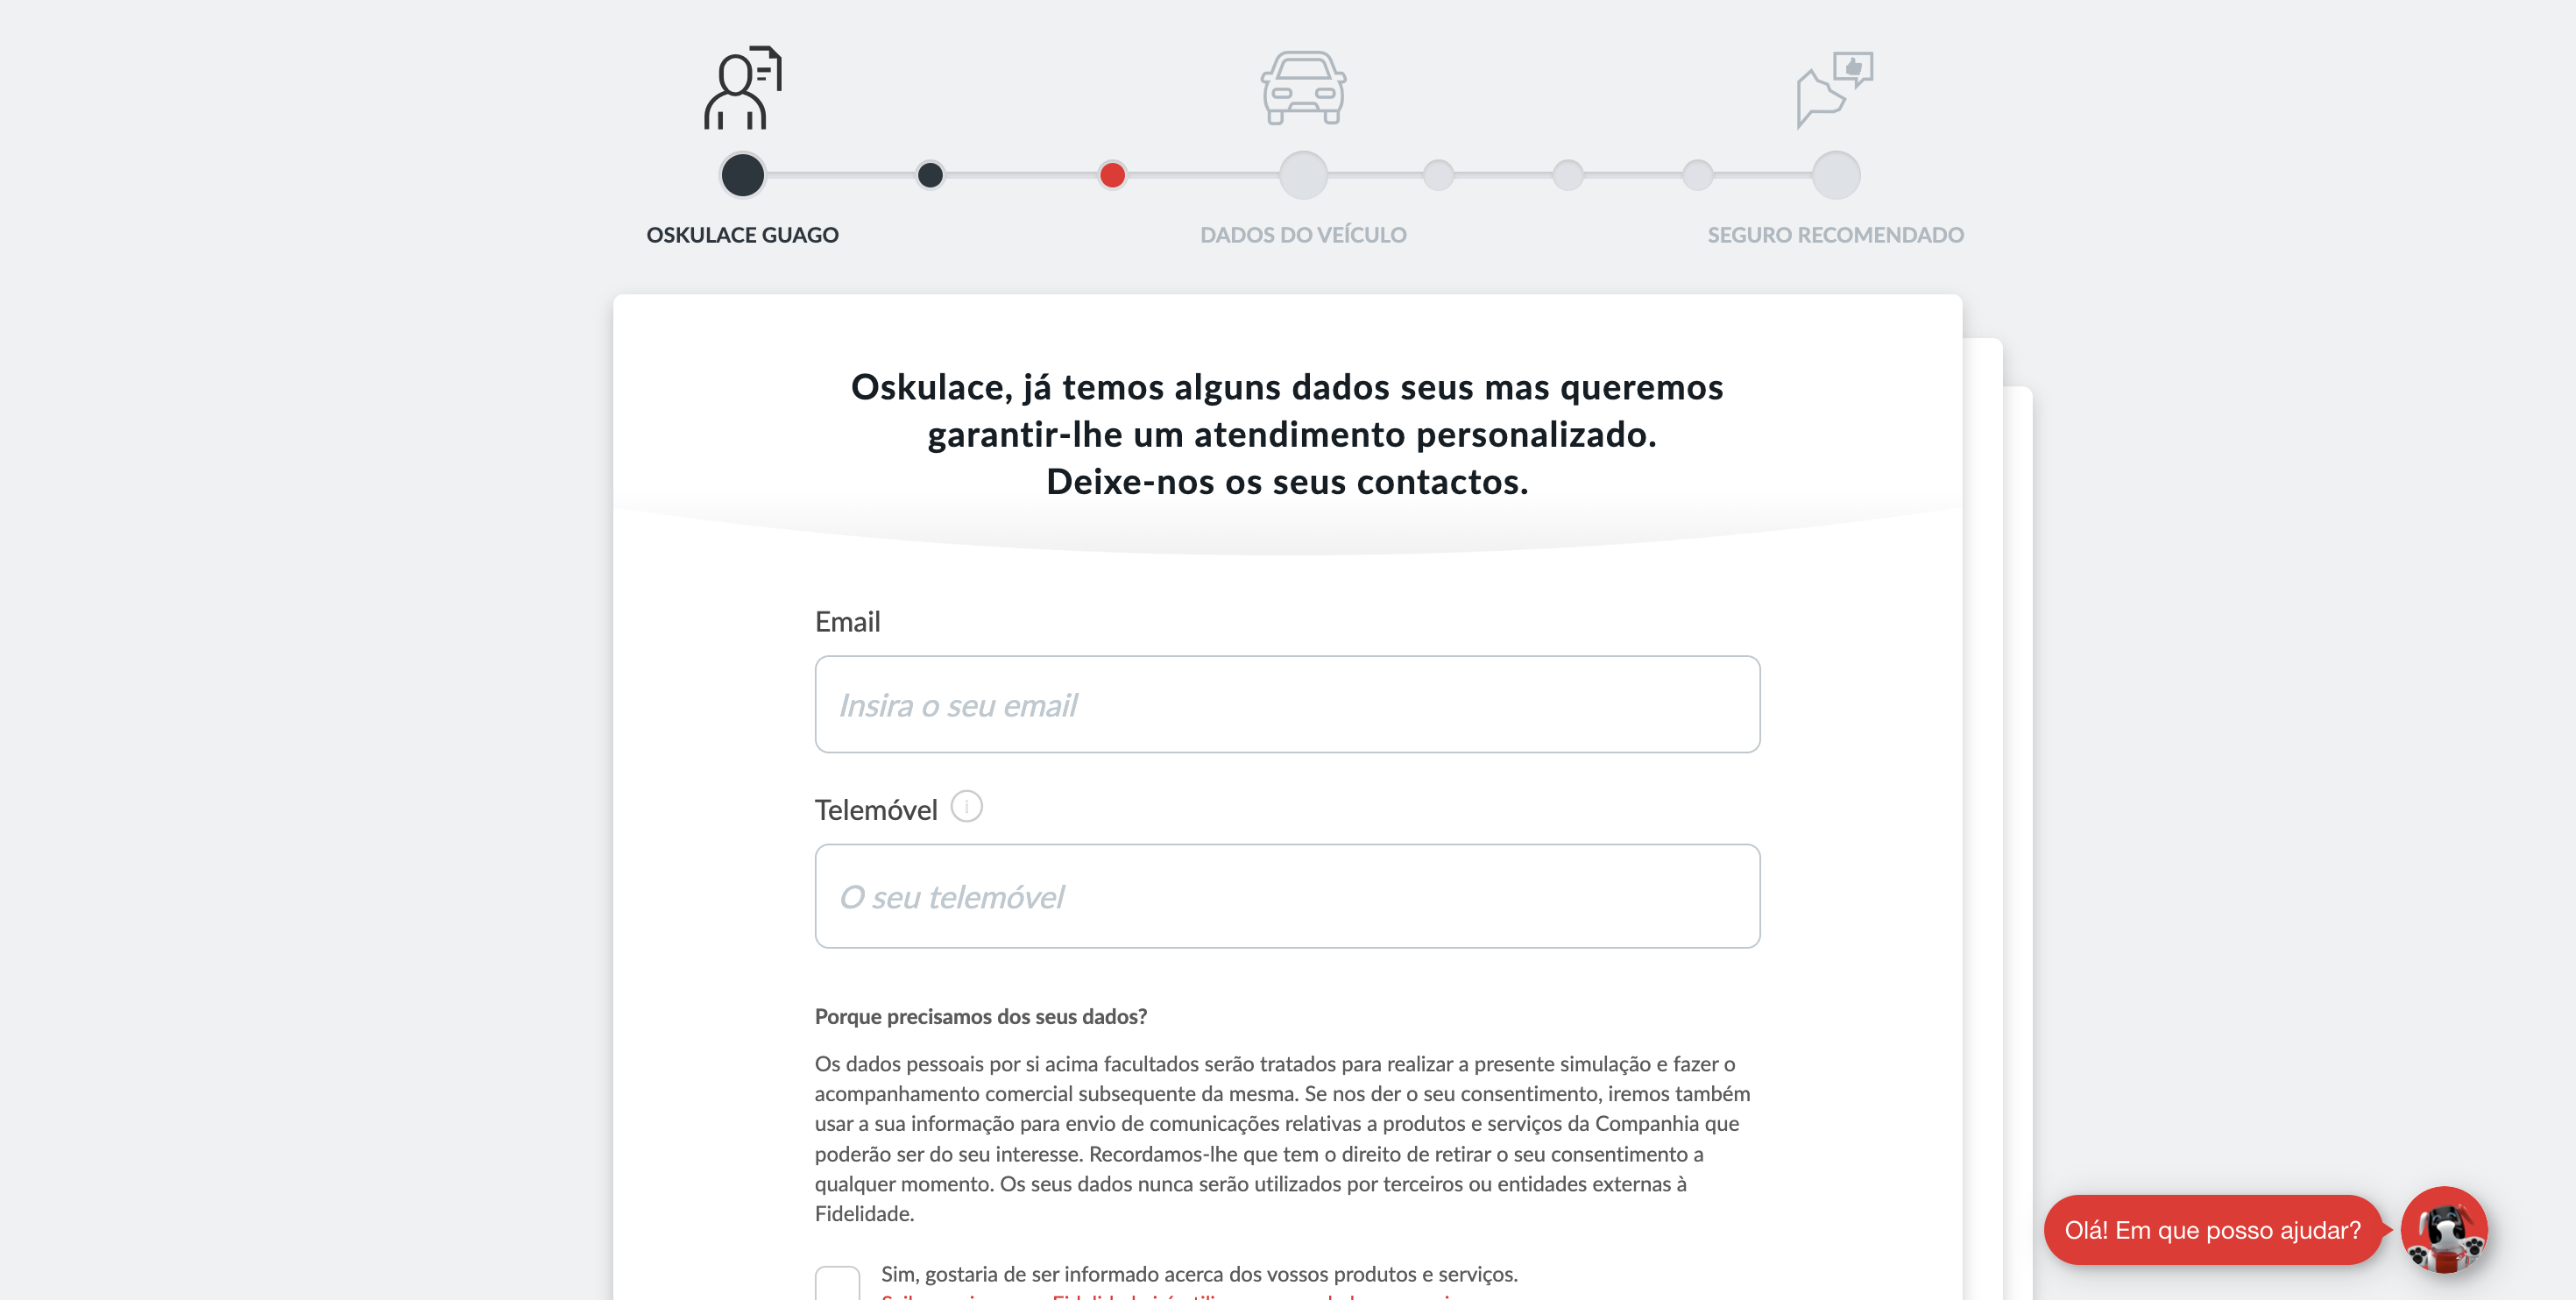 OSKULACE GUAGO
DADOS DO VEÍCULO
SEGURO RECOMENDADO
Oskulace, já temos alguns dados seus mas queremos
garantir-lhe um atendimento personalizado.
Deixe-nos os seus contactos.
Email
Insira o seu email
Telemóvel i
O seu telemóvel
Porque precisamos dos seus dados?
Os dados pessoais por si acima facultados serão tratados para realizar a presente simulação e fazer o
acompanhamento comercial subsequente da mesma. Se nos der o seu consentimento, iremos também
usar a sua informação para envio de comunicações relativas a produtos e serviços da Companhia que
poderão ser do seu interesse. Recordamos-lhe que tem o direito de retirar o seu consentimento a
qualquer momento. Os seus dados nunca serão utilizados por terceiros ou entidades externas à
Fidelidade.
Olá! Em que posso ajudar?
Sim, gostaria de ser informado acerca dos vossos produtos e serviços.